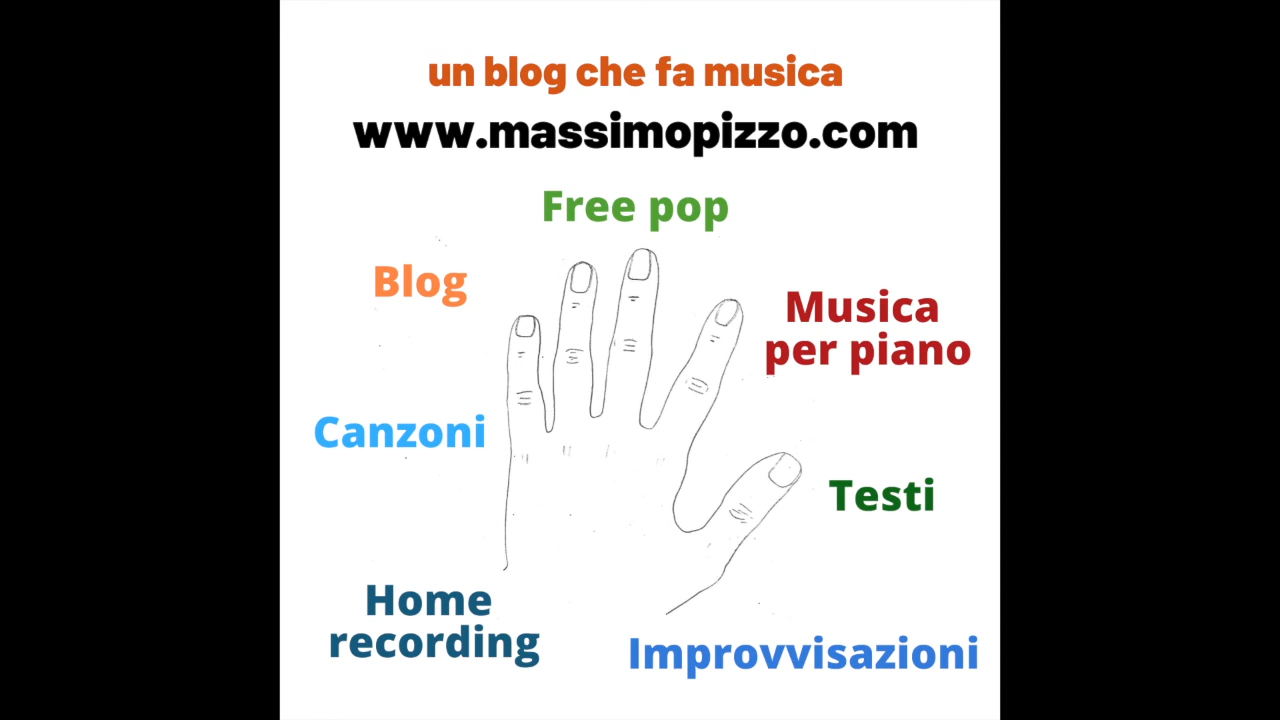 un blog che fa musica
www.massimopizzo.com
Free pop
Blog
Musica
per piano
Canzoni
Testi
Home
recording
Improvvisazioni